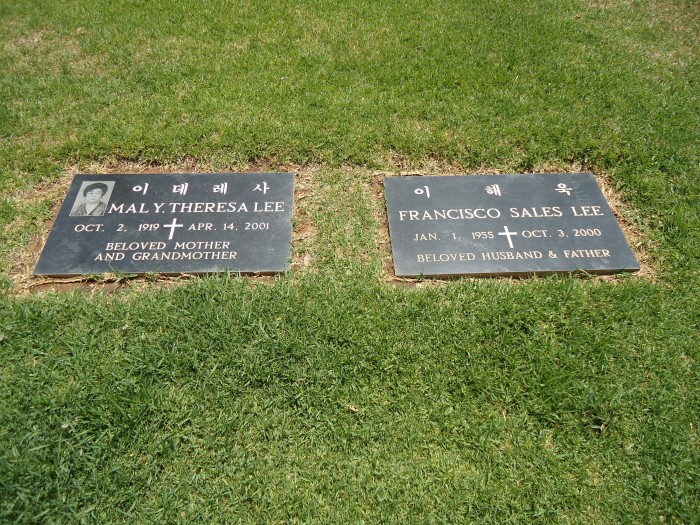 이 데 레 사
MAL Y. THERESA LEE
OCT. 2, 1919 APR. 14, 2001
BELOVED MOTHER
AND GRANDMOTHER
이 해 옥
FRANCISCO SALES LEE
JAN. 1, 1955 OCT. 3, 2000
BELOVED HUSBAND & FATHER